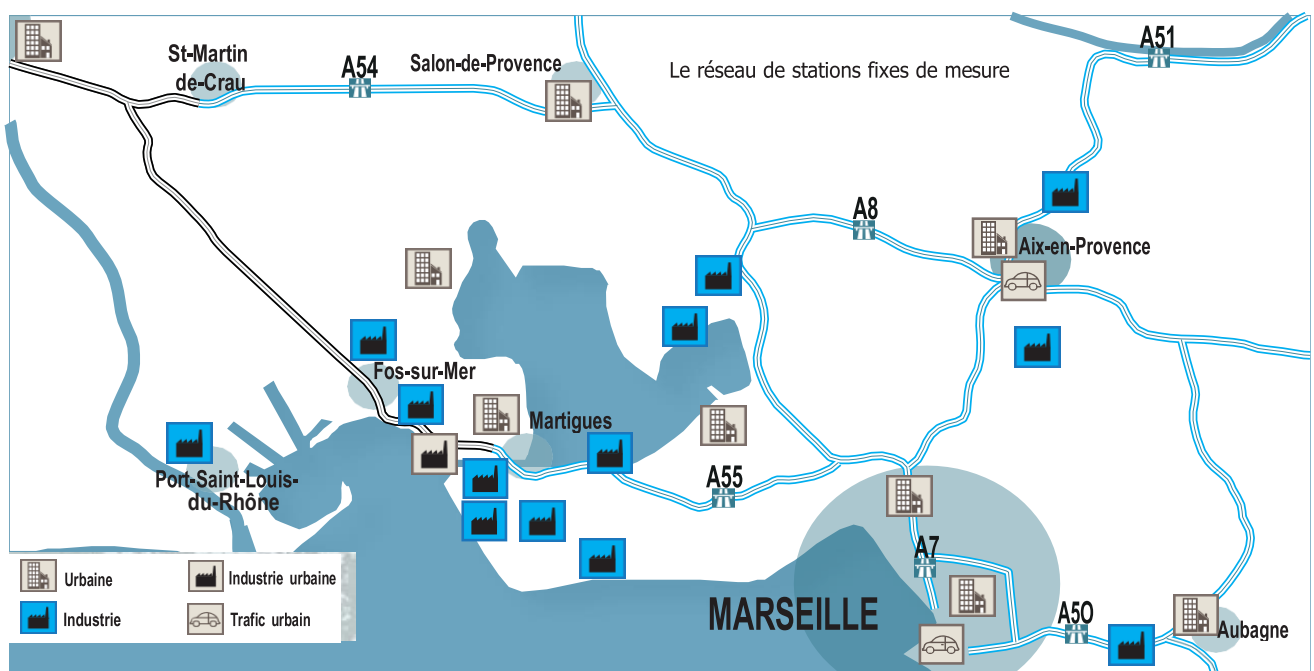 St-Martin
de-Crau
A54
Salon-de-Provence
Le réseau de stations fixes de mesure
A51
A8
Aix-en-Provence
Fos-sur-Mer
Martigues
Port-Saint-Louis-
du-Rhône
A55
A7
MARSEILLE
A50
Aubagne
Urbaine
Industrie urbaine
Industrie
Trafic urbain